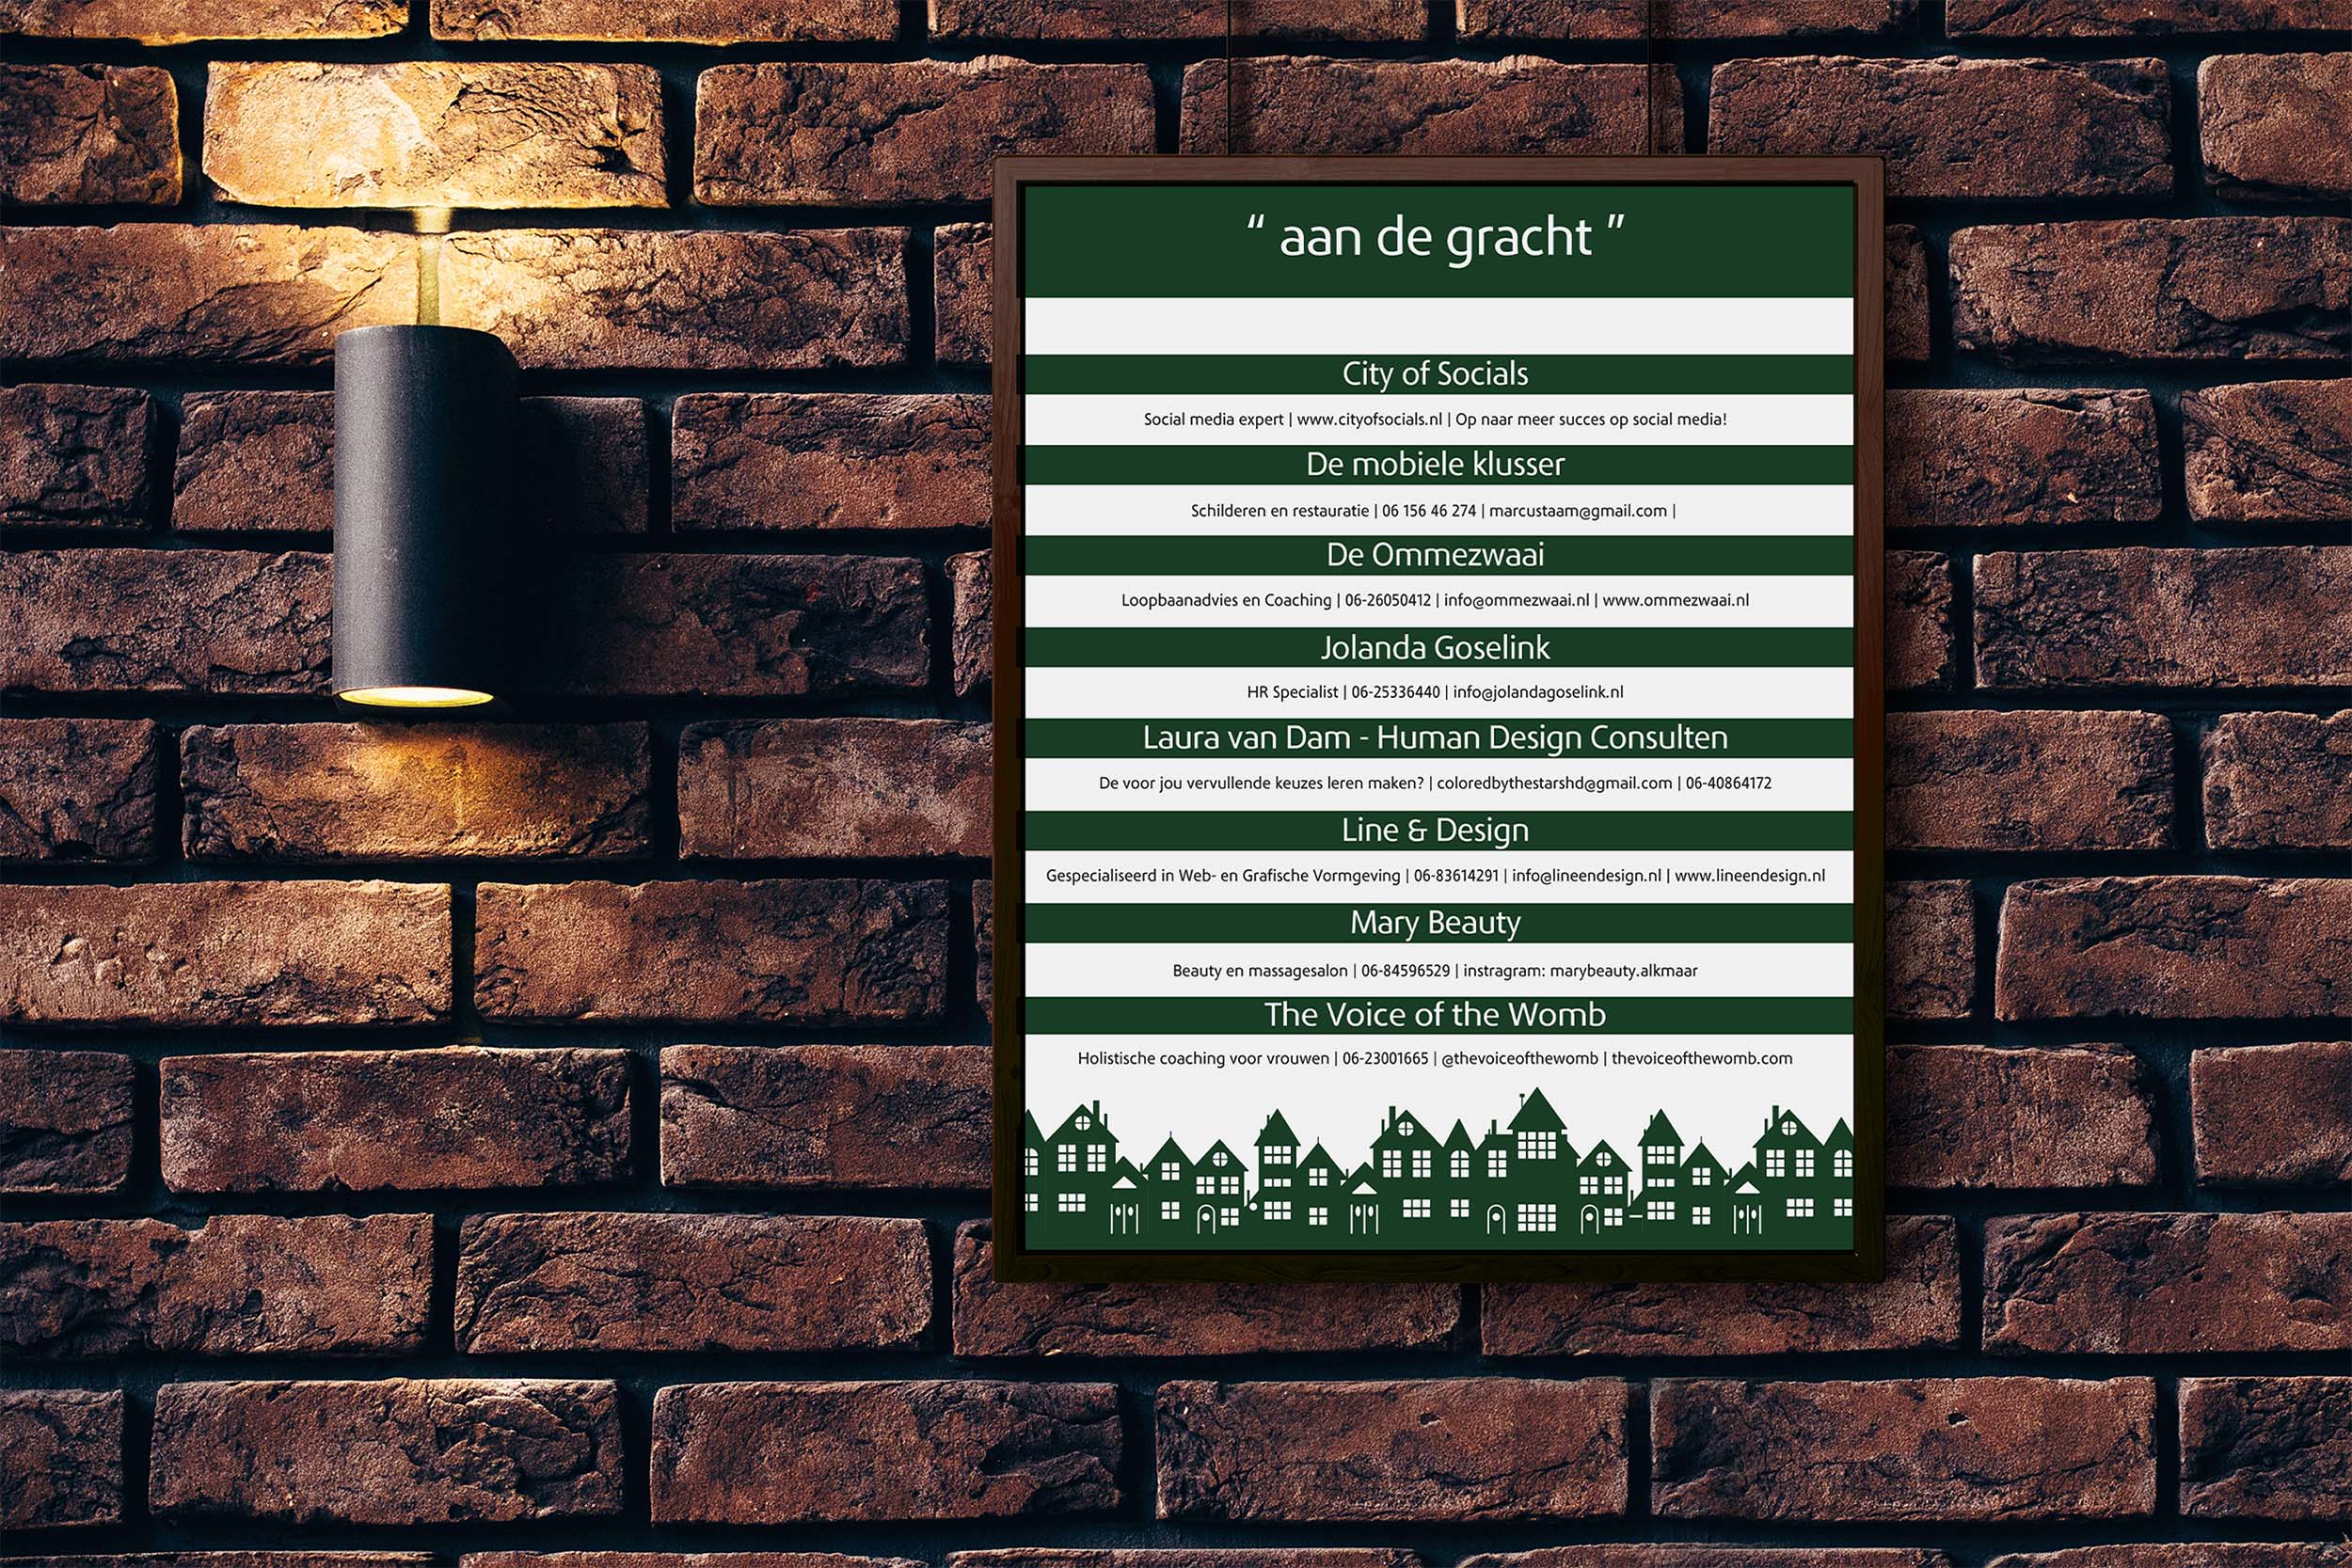 “ aan de gracht ”
City of Socials
Social media expert | www.cityofsocials.nl | Op naar meer succes op social media!
De mobiele klusser
Schilderen en restauratie | 06 156 46 274 | marcustaam@gmail.com |
De Ommezwaai
Loopbaanadvies en Coaching | 06-26050412 | info@ommezwaai.nl | www.ommezwaai.nl
Jolanda Goselink
HR Specialist | 06-25336440 | info@jolandagoselink.nl
Laura van Dam - Human Design Consulten
De voor jou vervullende keuzes leren maken? | coloredbythestarshd@gmail.com | 06-40864172
Line & Design
Gespecialiseerd in Web- en Grafische Vormgeving | 06-83614291 | info@lineendesign.nl | www.lineendesign.nl
Mary Beauty
Beauty en massagesalon | 06-84596529 | instragram: marybeauty.alkmaar
The Voice of the Womb
Holistische coaching voor vrouwen | 06-23001665 | @thevoiceofthewomb | thevoiceofthewomb.com